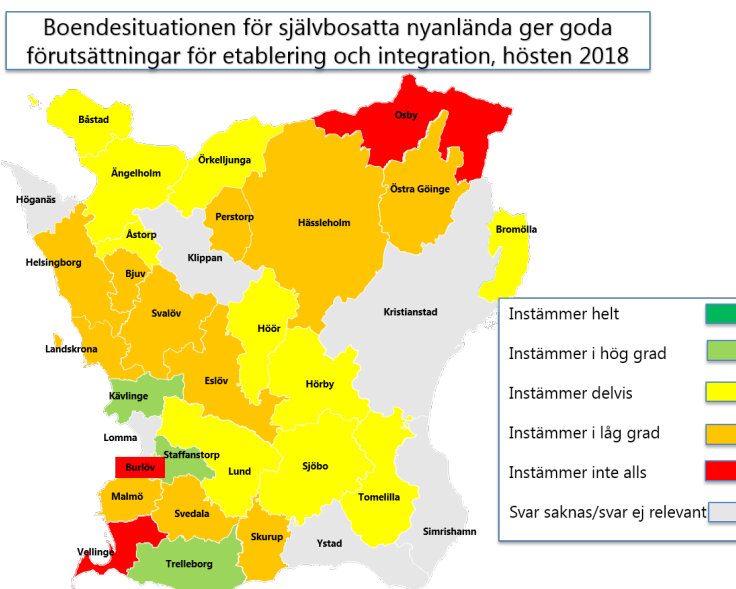 Boendesituationen för självbosatta nyanlända ger goda
förutsättningar för etablering och integration, hösten 2018
Osby
Båstad
Örkelljunga
Ängelholm
Östra Göinge
Höganäs
Perstorp
Hässleholm
Bromölla
Åstorp
Klippan
Helsingborg
Bjuv
Kristianstad
Svalöv
Höör
Landskrona
Eslöv
Hörby
Kävlinge
Lomma
Staffanstorp
Burlöv
Lund
Sjöbo
Malmö
Tomelilla
Svedala
Simrishamn
Skurup
Ystad
Vellinge
Trelleborg
Instämmer helt
Instämmer i hög grad
Instämmer delvis
Instämmer i låg grad
Instämmer inte alls
Svar saknas/svar ej relevant